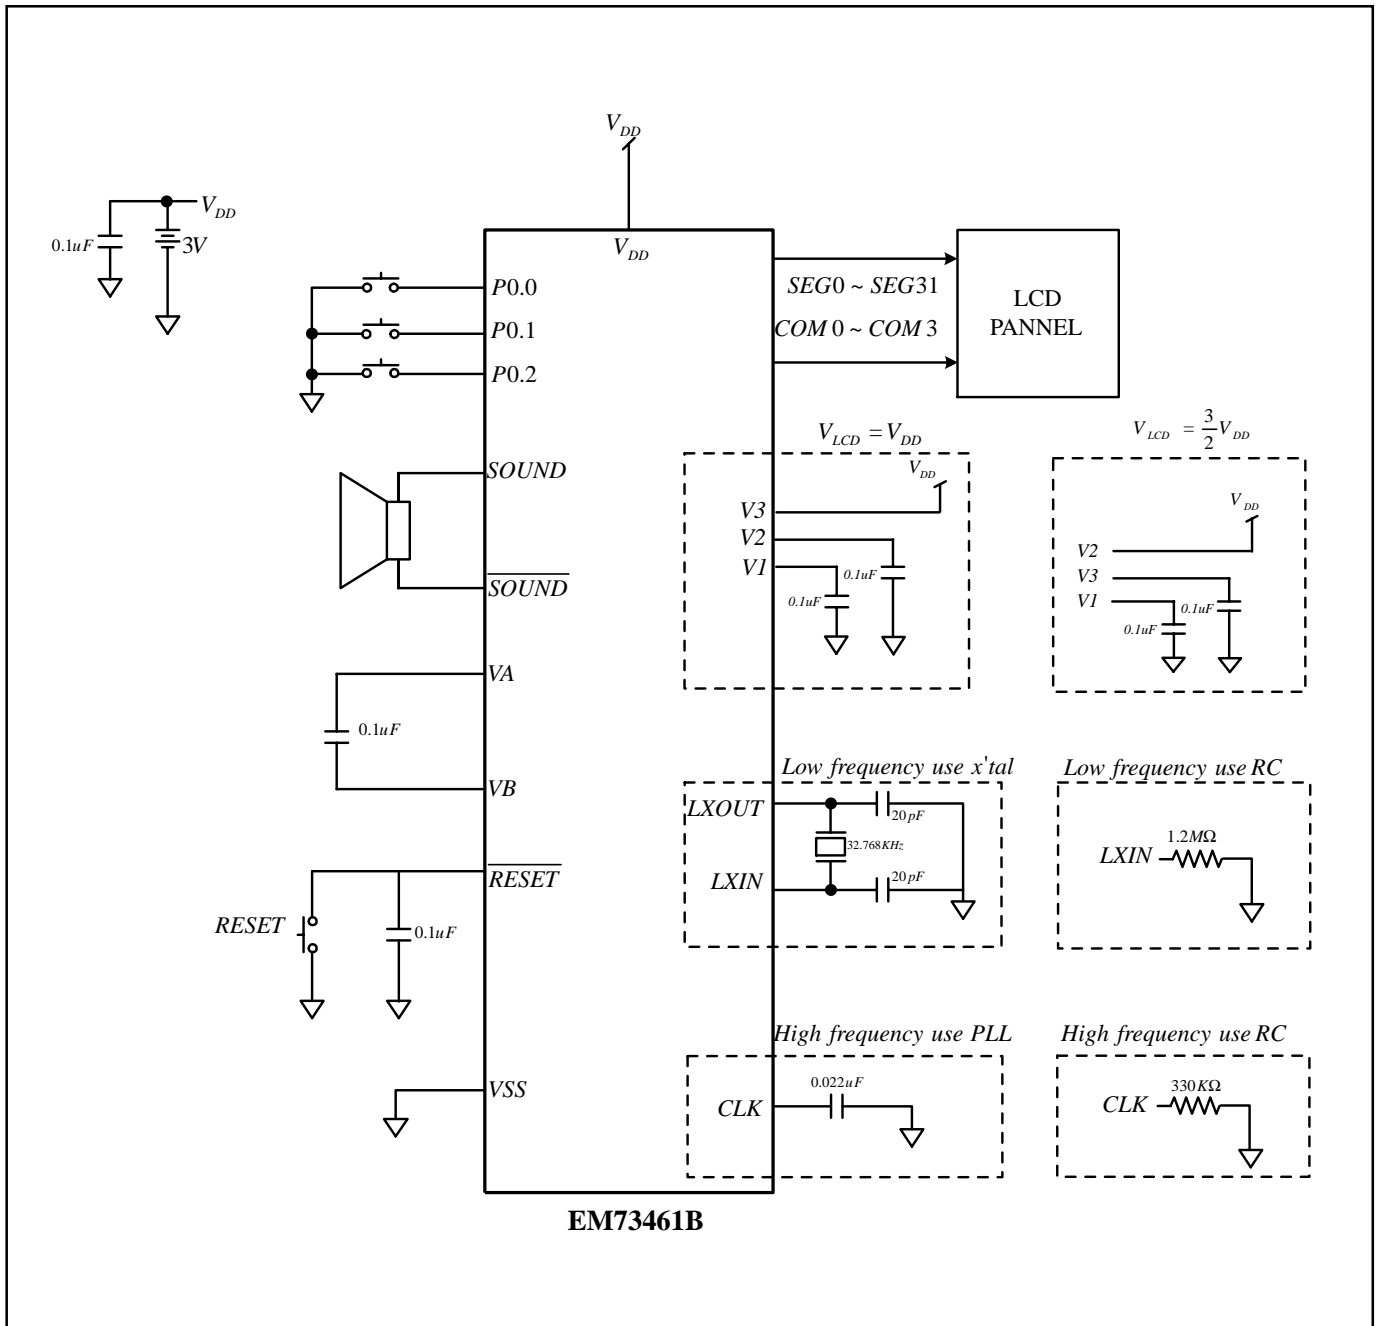 V_DD
V_DD
0.1uF
3V
V_DD
P0.0
P0.1
P0.2
SEG0 ~ SEG31
COM 0 ~ COM 3
LCD
PANNEL
V_LCD = V_DD
V_LCD = 3/2 V_DD
SOUND
S̅O̅U̅N̅D̅
V_DD
V3
V2
V1
0.1uF
0.1uF
V_DD
V2
V3
V1
0.1uF
0.1uF
VA
0.1uF
VB
Low frequency use x'tal
LXOUT
20pF
32.768KHz
LXIN
20pF
Low frequency use RC
1.2MΩ
LXIN
R̅E̅S̅E̅T̅
RESET
0.1uF
VSS
High frequency use PLL
0.022uF
CLK
High frequency use RC
330KΩ
CLK
EM73461B